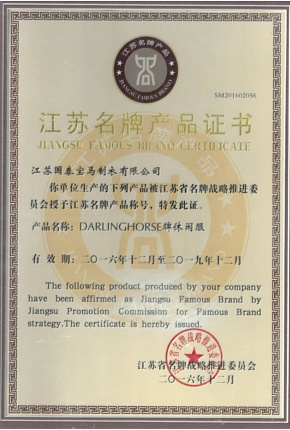 江苏名牌产品
JIANGSU FAMOUS BRAND
SM201602056
江苏名牌产品证书
JIANGSU FAMOUS BRAND CERTIFICATE
江苏国泰宝马制衣有限公司
你单位生产的下列产品被江苏省名牌战略推进委
员会授予江苏名牌产品称号，特发此证。
产品名称：DARLINGHORSE牌休闲服
有效期：二〇一六年十二月至二〇一九年十二月
The following product produced by your company
have been affirmed as Jiangsu Famous Brand by
Jiangsu Promotion Commission for Famous Brand
strategy.The certificate is hereby issued.
江苏省名牌战略推进委员会
二〇一六年十二月